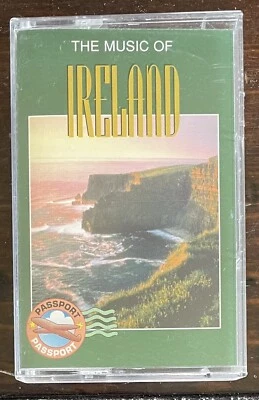 THE MUSIC OF
IRELAND
PASSPORT
PASSPORT